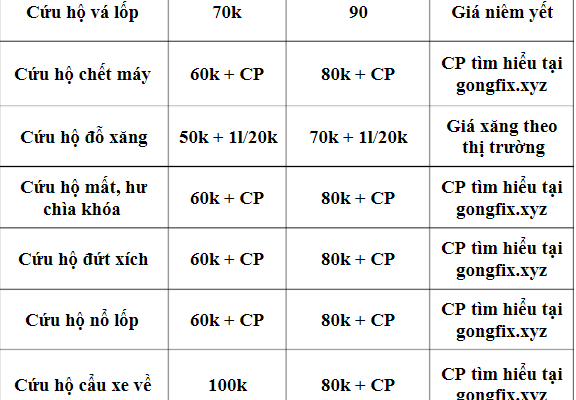 Cứu hộ vá lốp 70k 90 Giá niêm yết
Cứu hộ chết máy 60k + CP 80k + CP CP tìm hiểu tại
gongfix.xyz
Cứu hộ đỗ xăng 50k + 1l/20k 70k + 1l/20k Giá xăng theo
thị trường
Cứu hộ mất, hư
chìa khóa 60k + CP 80k + CP CP tìm hiểu tại
gongfix.xyz
Cứu hộ đứt xích 60k + CP 80k + CP CP tìm hiểu tại
gongfix.xyz
Cứu hộ nổ lốp 60k + CP 80k + CP CP tìm hiểu tại
gongfix.xyz
Cứu hộ cẩu xe về 100k 80k + CP CP tìm hiểu tại
gongfix.xyz